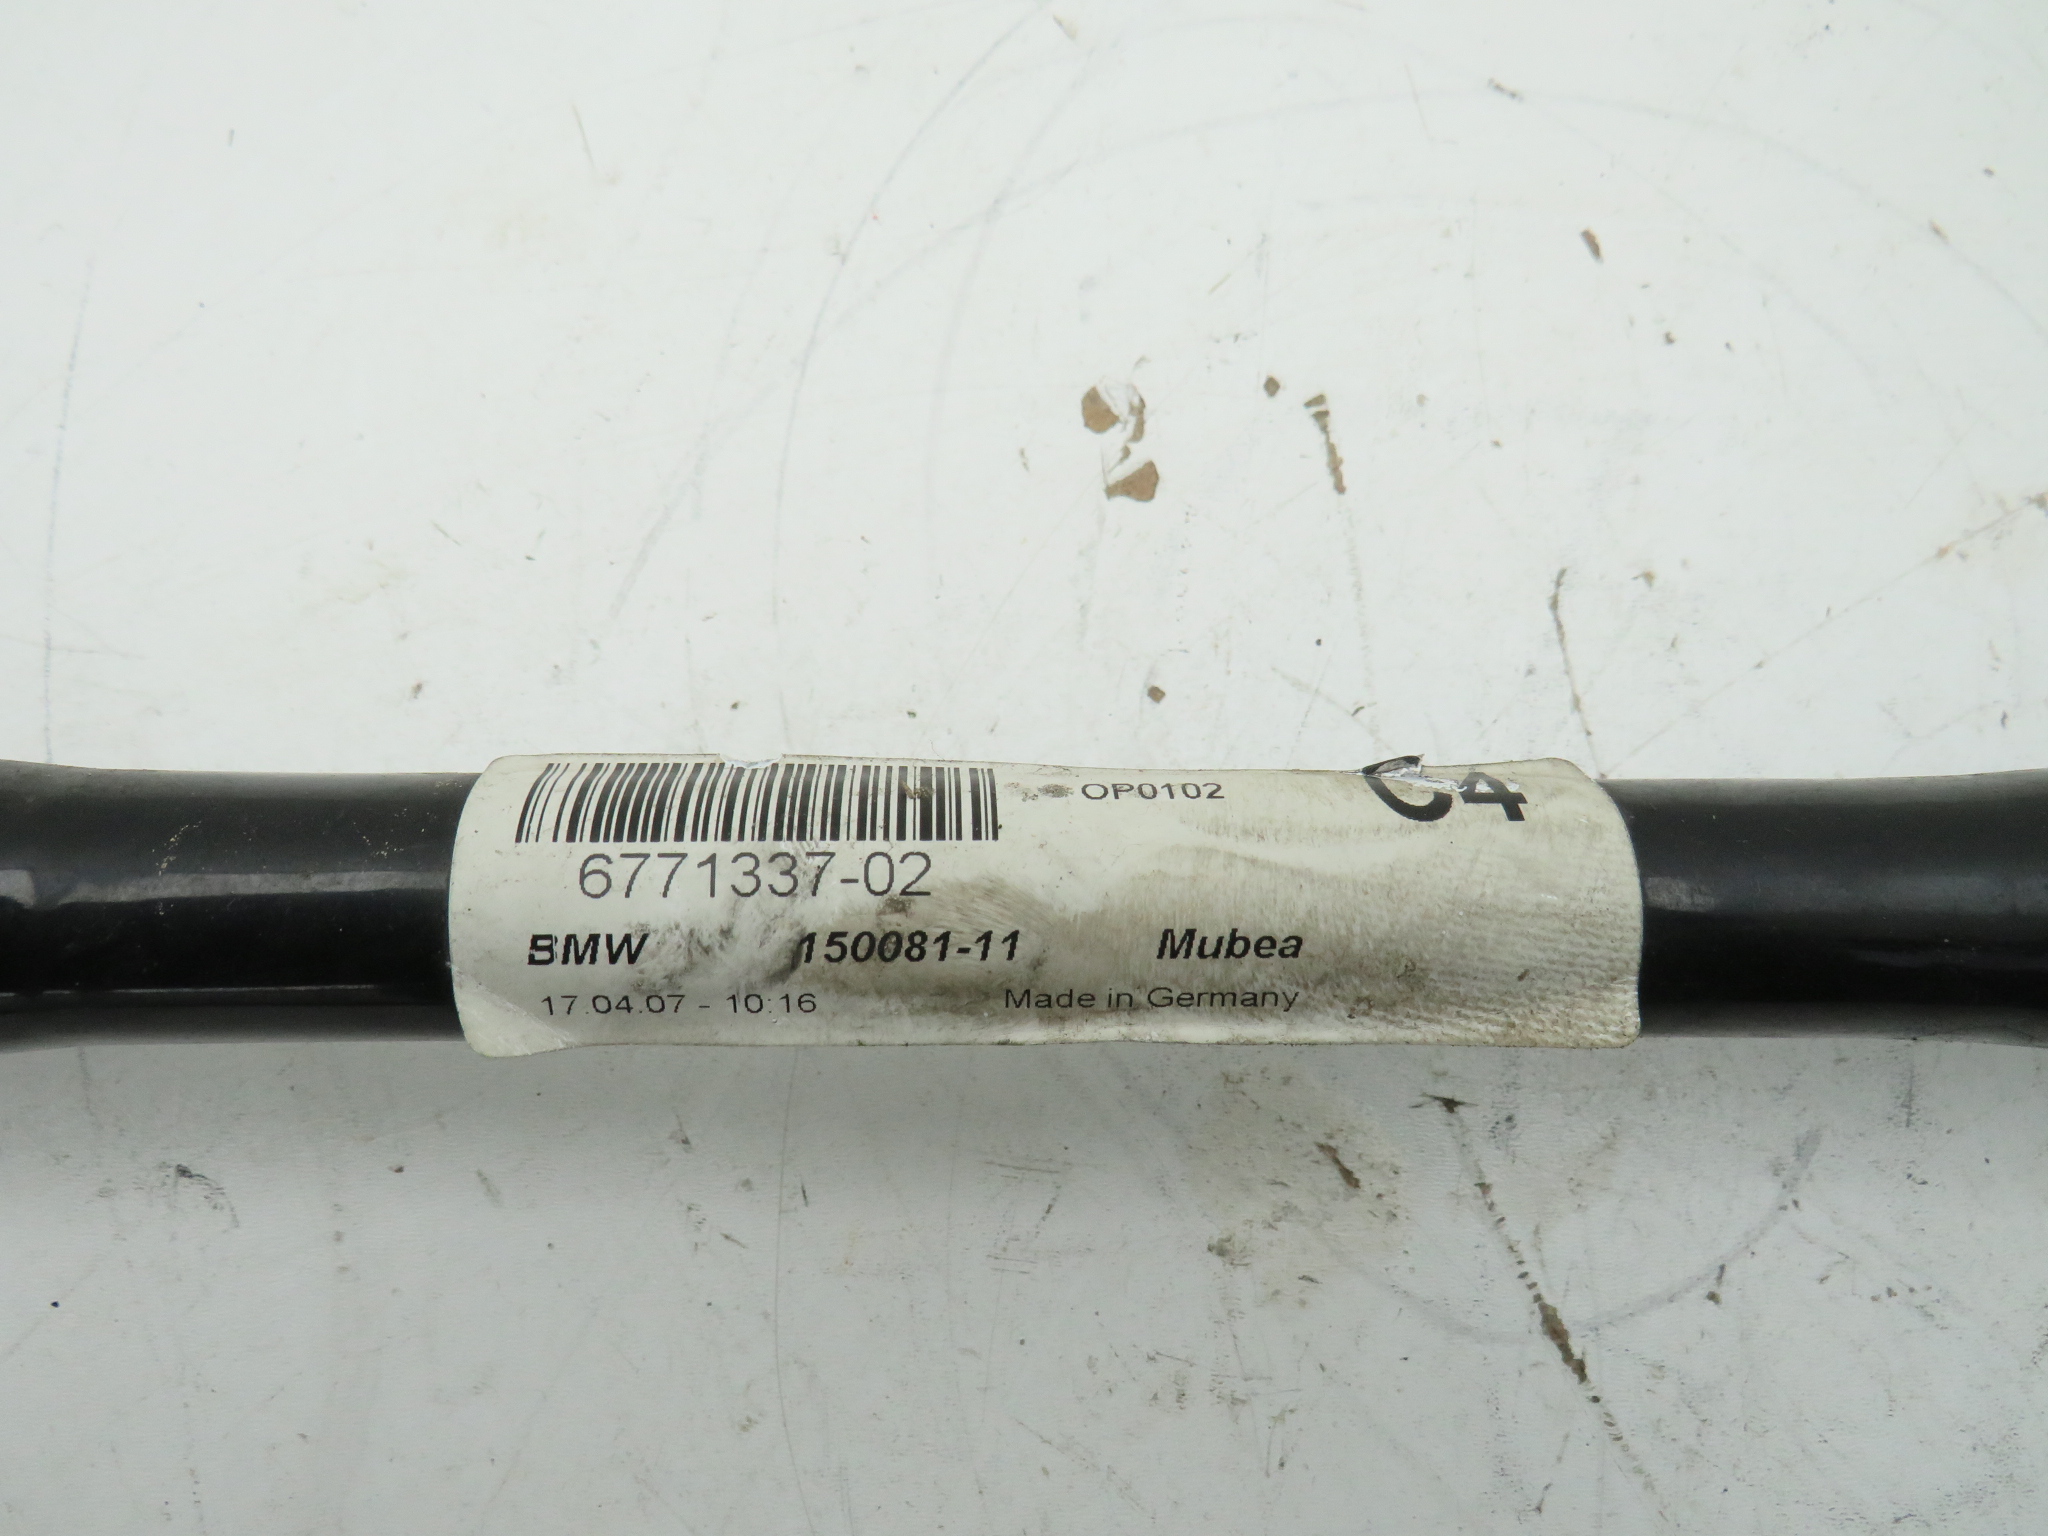 OP0102 C4
6771337-02
BMW 150081-11 Mubea
17.04.07 - 10:16 Made in Germany